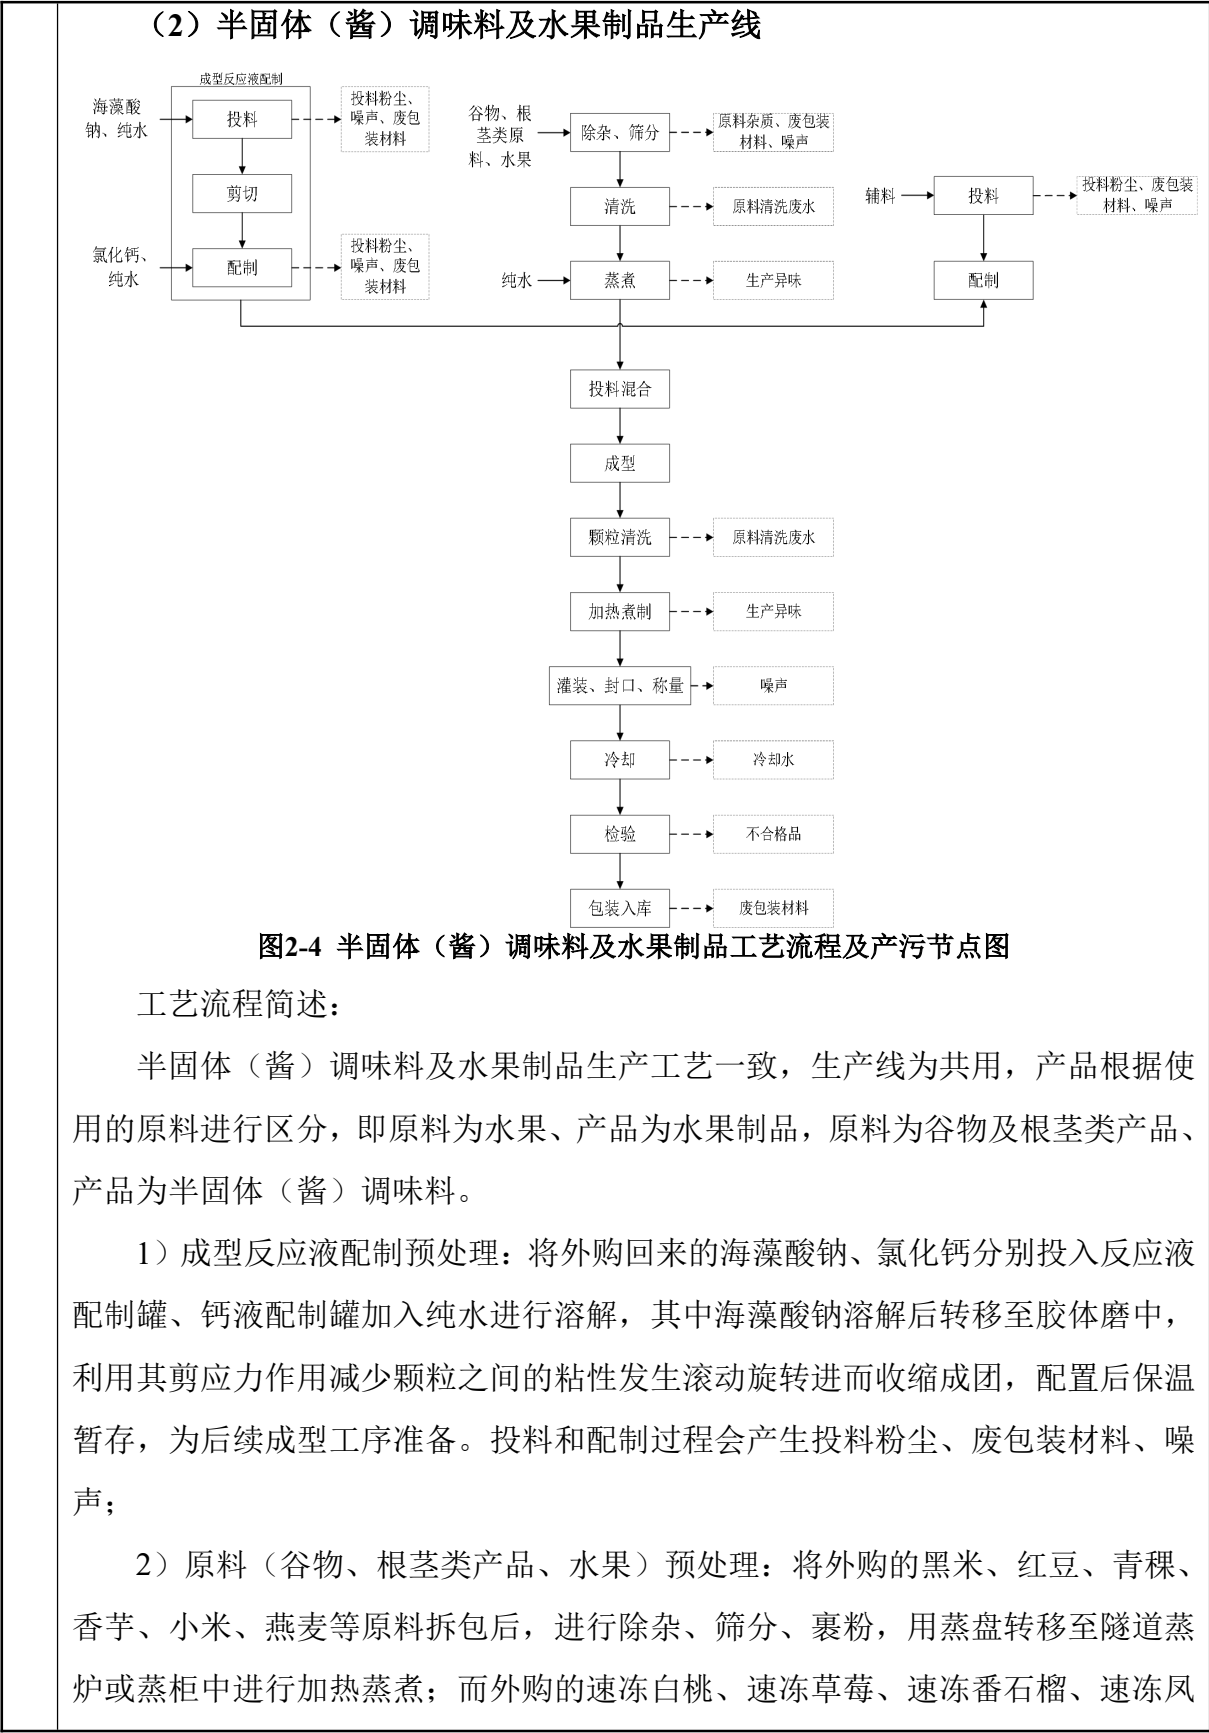 （2）半固体（酱）调味料及水果制品生产线
成型反应液配制
海藻酸
钠、纯水
投料
投料粉尘、
噪声、废包
装材料
剪切
氯化钙、
纯水
配制
投料粉尘、
噪声、废包
装材料
谷物、根
茎类原
料、水果
除杂、筛分
原料杂质、废包装
材料、噪声
清洗
原料清洗废水
纯水
蒸煮
生产异味
辅料
投料
投料粉尘、废包装
材料、噪声
配制
投料混合
成型
颗粒清洗
原料清洗废水
加热煮制
生产异味
灌装、封口、称量
噪声
冷却
冷却水
检验
不合格品
包装入库
废包装材料
图2-4 半固体（酱）调味料及水果制品工艺流程及产污节点图
工艺流程简述：
半固体（酱）调味料及水果制品生产工艺一致，生产线为共用，产品根据使
用的原料进行区分，即原料为水果、产品为水果制品，原料为谷物及根茎类产品、
产品为半固体（酱）调味料。
1）成型反应液配制预处理：将外购回来的海藻酸钠、氯化钙分别投入反应液
配制罐、钙液配制罐加入纯水进行溶解，其中海藻酸钠溶解后转移至胶体磨中，
利用其剪应力作用减少颗粒之间的粘性发生滚动旋转进而收缩成团，配置后保温
暂存，为后续成型工序准备。投料和配制过程会产生投料粉尘、废包装材料、噪
声；
2）原料（谷物、根茎类产品、水果）预处理：将外购的黑米、红豆、青稞、
香芋、小米、燕麦等原料拆包后，进行除杂、筛分、裹粉，用蒸盘转移至隧道蒸
炉或蒸柜中进行加热蒸煮；而外购的速冻白桃、速冻草莓、速冻番石榴、速冻凤